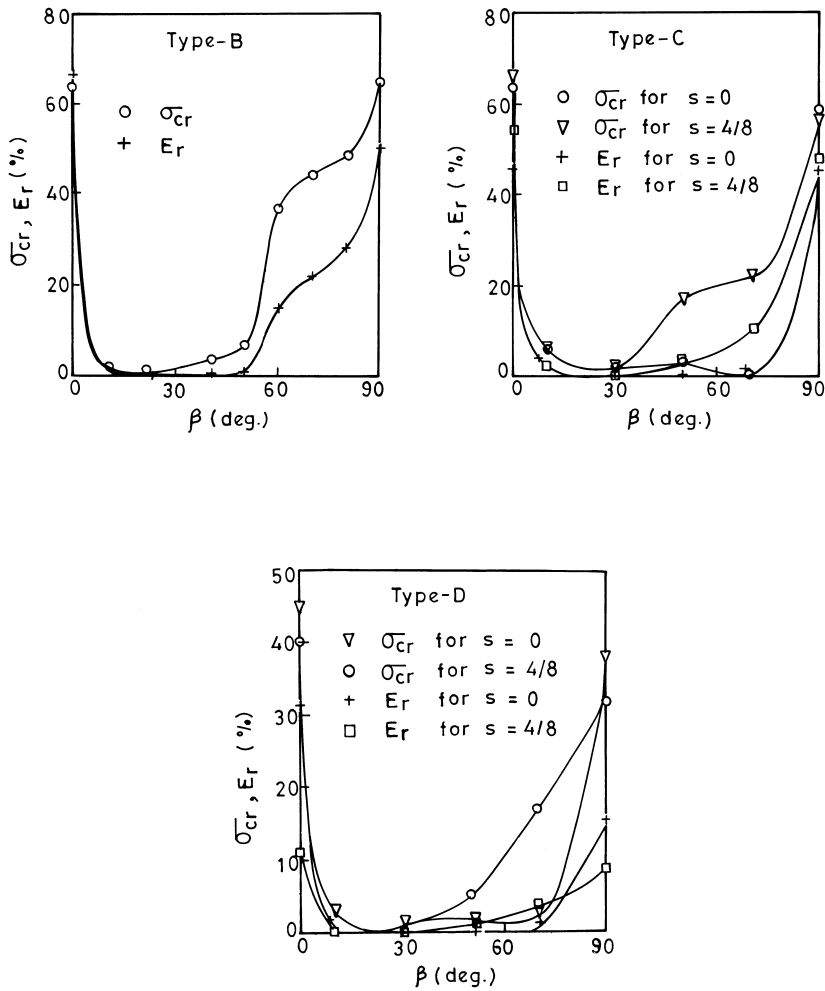 80
Type-B
60
σcr
Er
40
σcr, Er (%)
20
0
0 30 60 90
β (deg.)
80
Type-C
60
σcr for s = 0
σcr for s = 4/8
Er for s = 0
Er for s = 4/8
40
σcr, Er (%)
20
0
0 30 60 90
β (deg.)
50
Type-D
40
σcr for s = 0
σcr for s = 4/8
Er for s = 0
Er for s = 4/8
30
σcr, Er (%)
20
10
0
0 30 60 90
β (deg.)